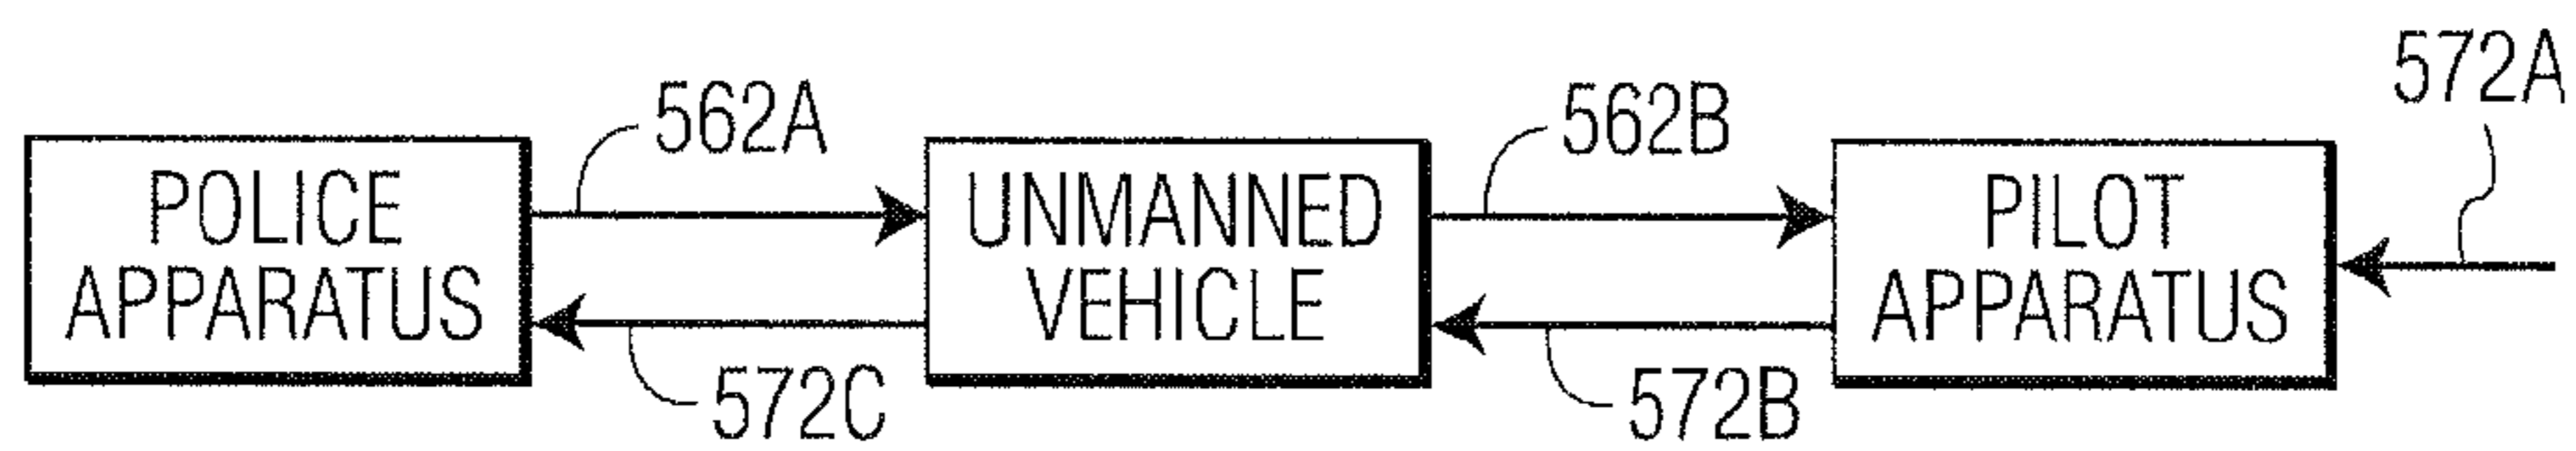 572A
562A
562B
POLICE
APPARATUS
UNMANNED
VEHICLE
PILOT
APPARATUS
572C
572B